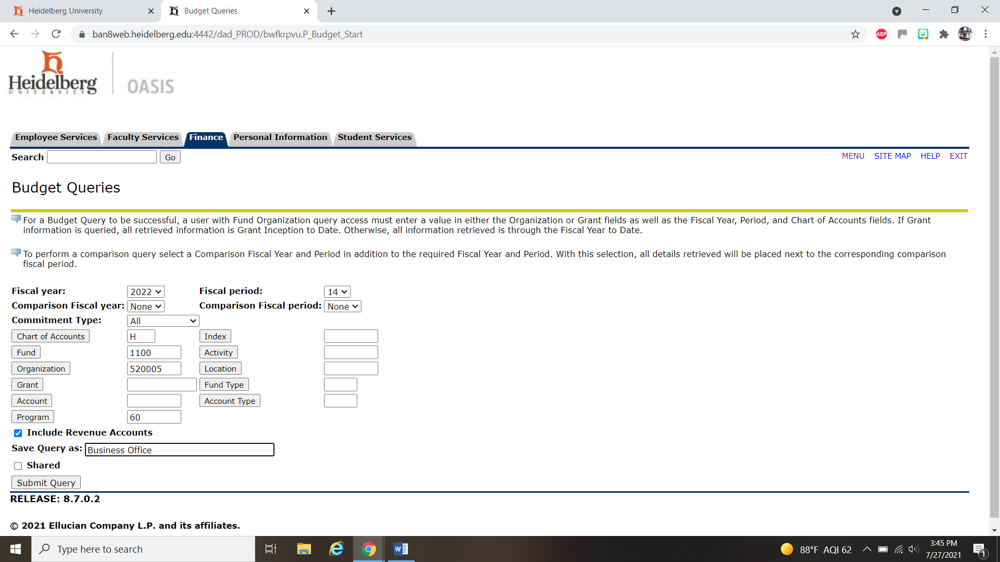 Heidelberg University
Budget Queries
ban8web.heidelberg.edu:4442/dad_PROD/bwfkrpvu.P_Budget_Start
ABP
Heidelberg
UNIVERSITY
OASIS
Employee Services Faculty Services Finance Personal Information Student Services
Search Go MENU SITE MAP HELP EXIT
Budget Queries
For a Budget Query to be successful, a user with Fund Organization query access must enter a value in either the Organization or Grant fields as well as the Fiscal Year, Period, and Chart of Accounts fields. If Grant
information is queried, all retrieved information is Grant Inception to Date. Otherwise, all information retrieved is through the Fiscal Year to Date.
To perform a comparison query select a Comparison Fiscal Year and Period in addition to the required Fiscal Year and Period. With this selection, all details retrieved will be placed next to the corresponding comparison
fiscal period.
Fiscal year: 2022 Fiscal period: 14
Comparison Fiscal year: None Comparison Fiscal period: None
Commitment Type: All
Chart of Accounts H Index
Fund 1100 Activity
Organization 520005 Location
Grant Fund Type
Account Account Type
Program 60
Include Revenue Accounts
Save Query as: Business Office
Shared
Submit Query
RELEASE: 8.7.0.2
© 2021 Ellucian Company L.P. and its affiliates.
Type here to search
88°F AQI 62
3:45 PM
7/27/2021
1